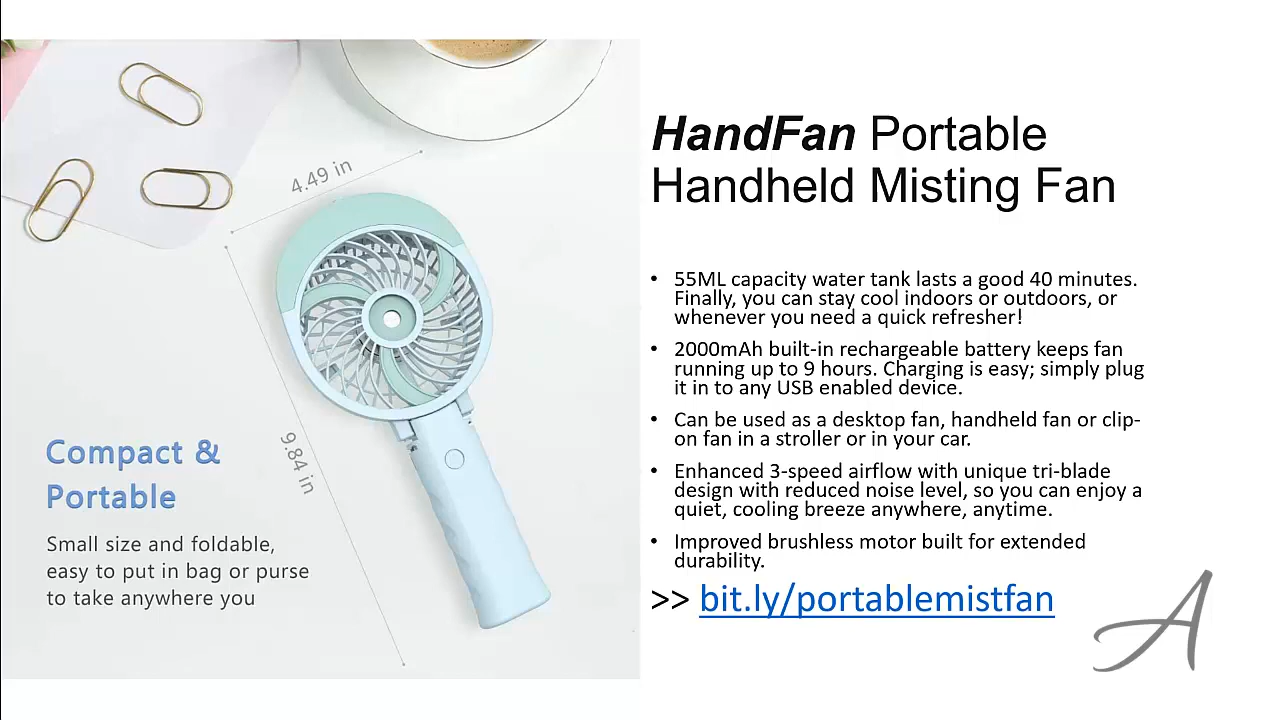 4.49 in
9.84 in
Compact &
Portable
Small size and foldable,
easy to put in bag or purse
to take anywhere you
HandFan Portable
Handheld Misting Fan
• 55ML capacity water tank lasts a good 40 minutes.
Finally, you can stay cool indoors or outdoors, or
whenever you need a quick refresher!
• 2000mAh built-in rechargeable battery keeps fan
running up to 9 hours. Charging is easy; simply plug
it in to any USB enabled device.
• Can be used as a desktop fan, handheld fan or clip-
on fan in a stroller or in your car.
• Enhanced 3-speed airflow with unique tri-blade
design with reduced noise level, so you can enjoy a
quiet, cooling breeze anywhere, anytime.
• Improved brushless motor built for extended
durability.
>> bit.ly/portablemistfan
A